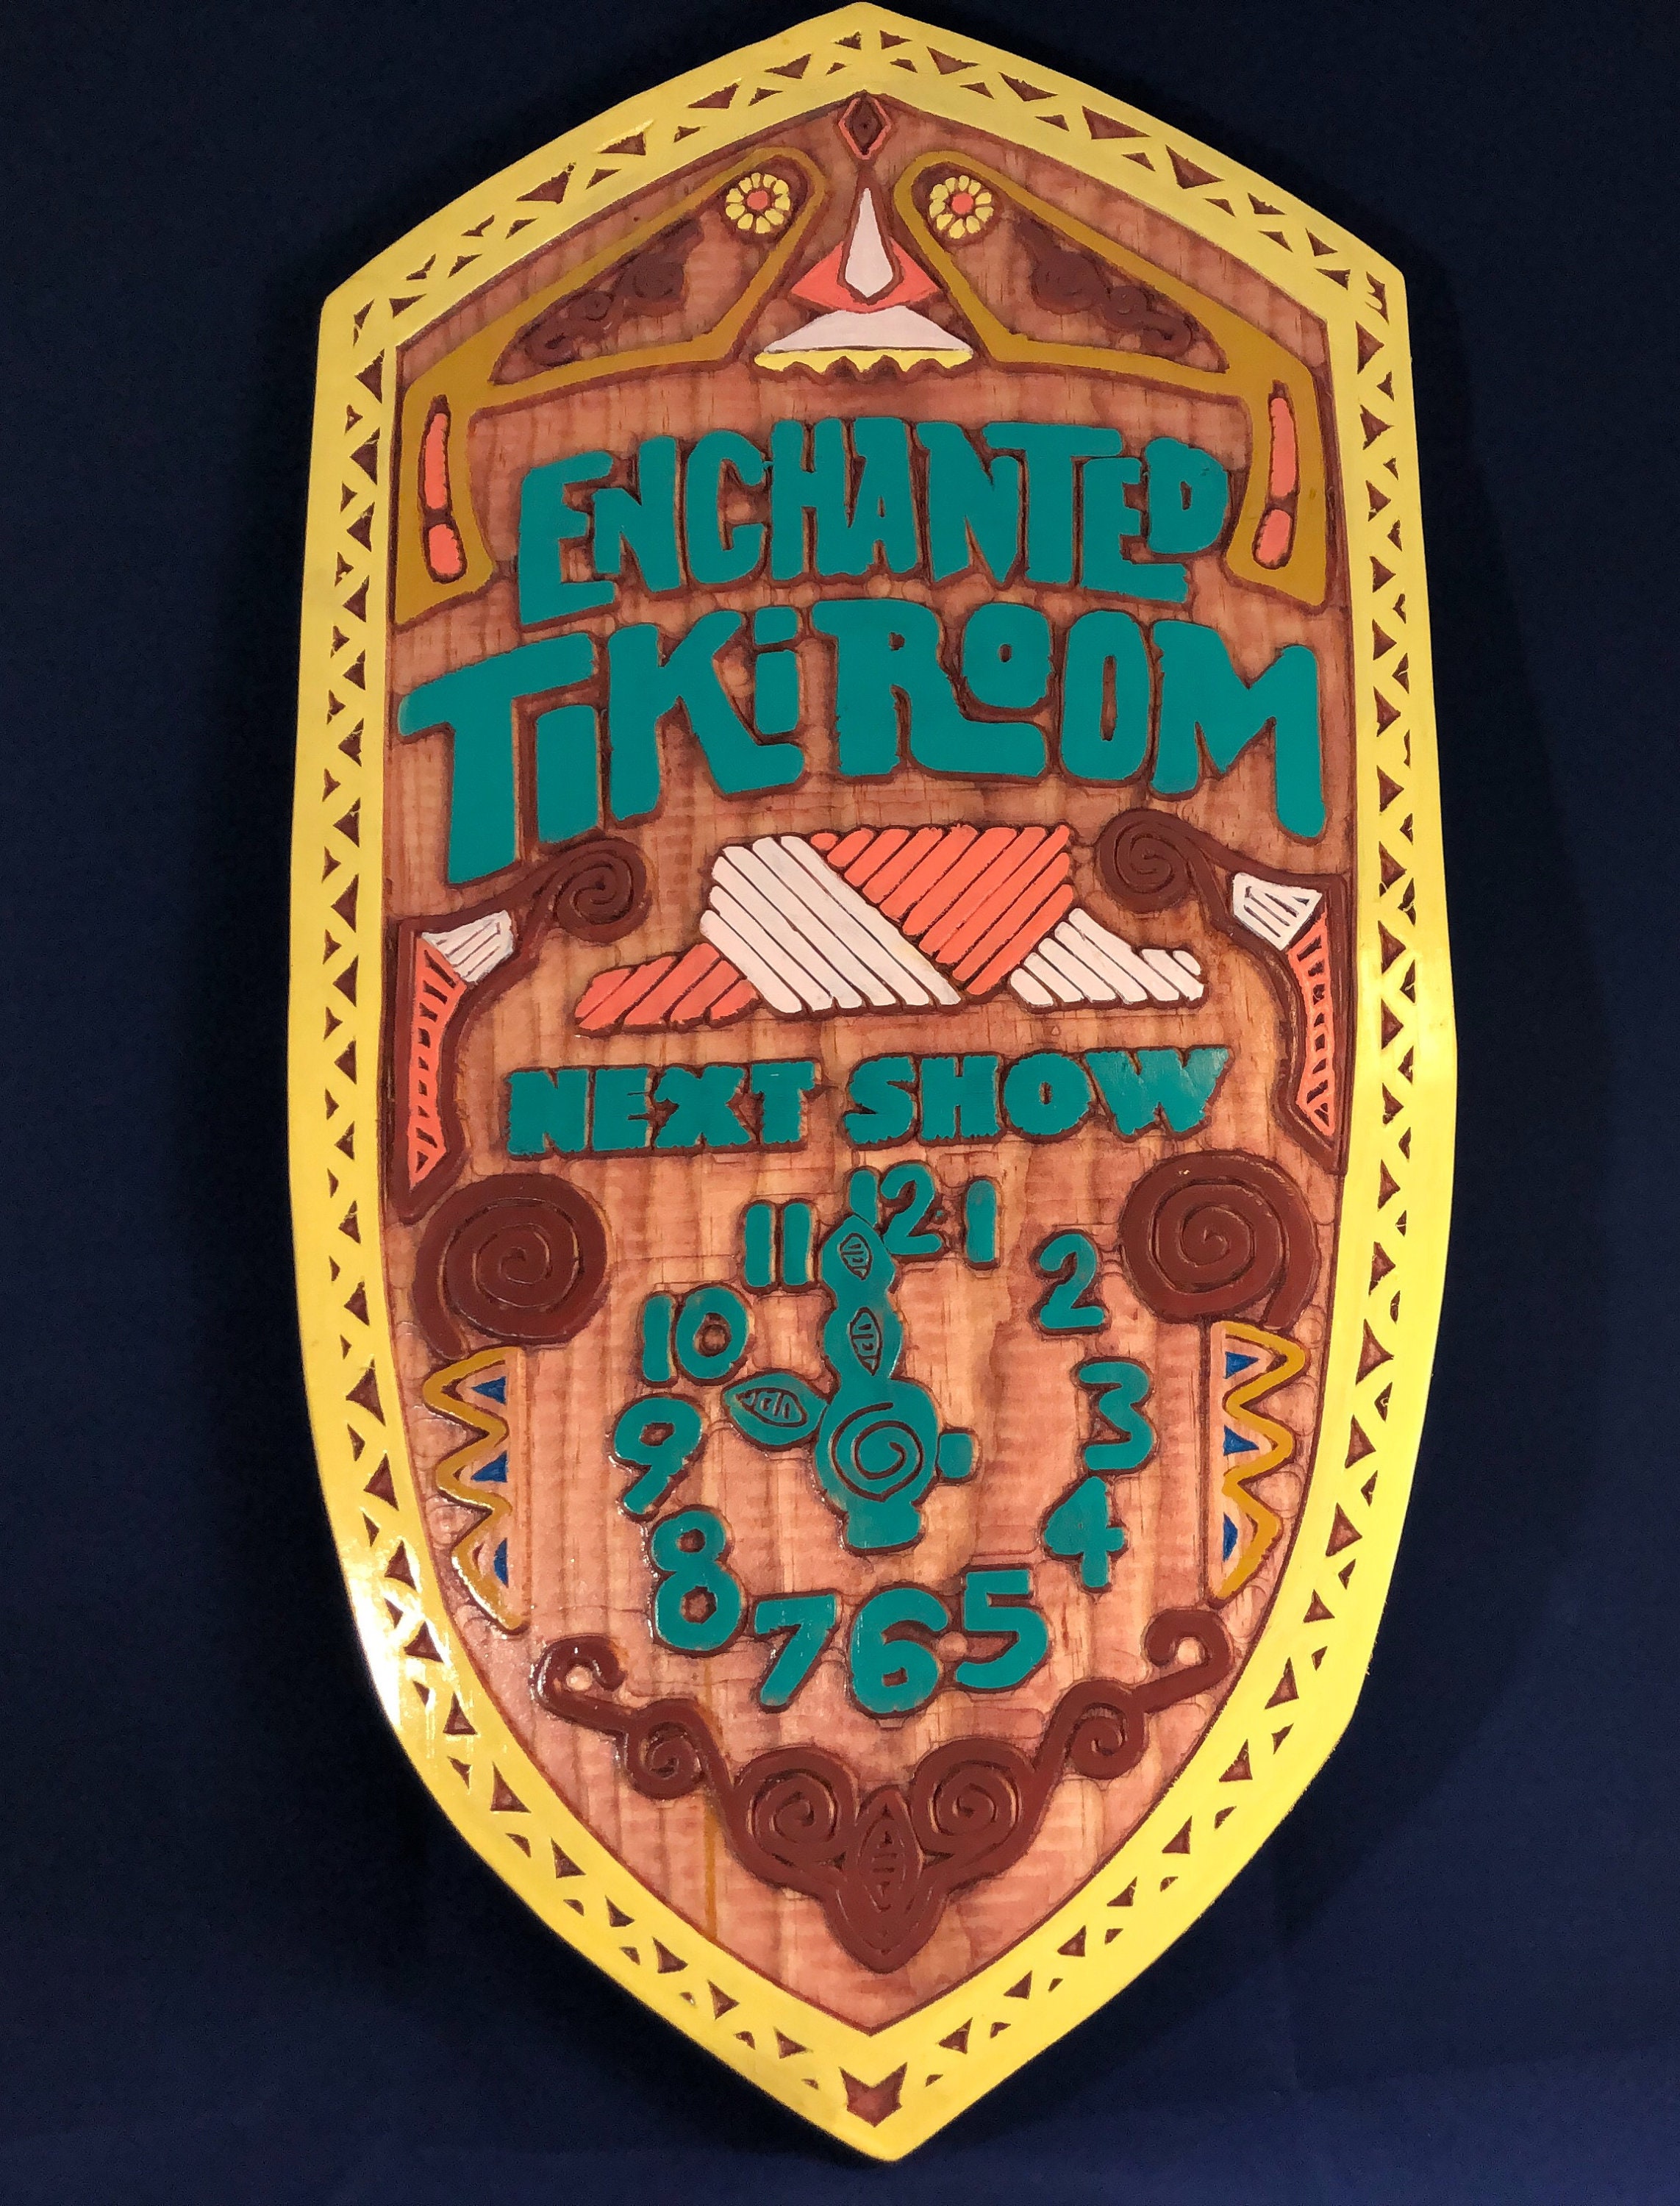 ENCHANTED
TiKi ROOM
NEXT SHOW
12 1 2 3 4 5 6 7 8 9 10 11